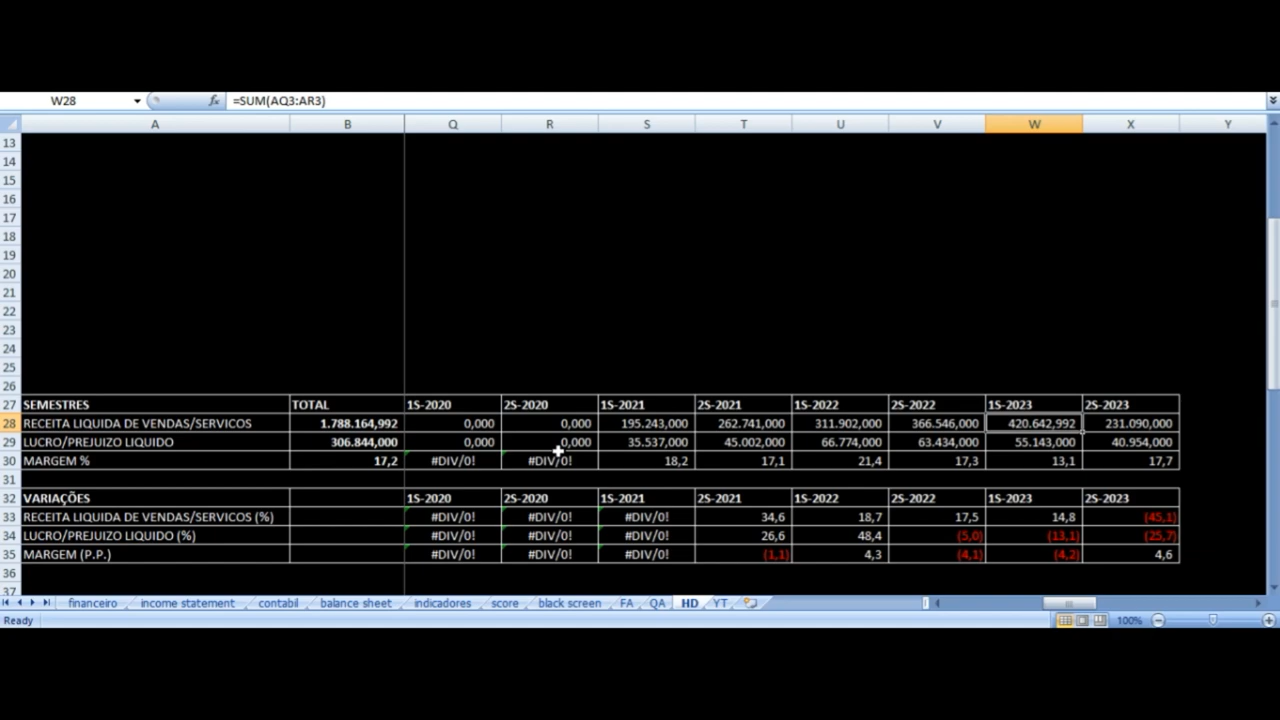 W28 fx =SUM(AQ3:AR3)
A B Q R S T U V W X Y
13
14
15
16
17
18
19
20
21
22
23
24
25
26
27 SEMESTRES TOTAL 1S-2020 2S-2020 1S-2021 2S-2021 1S-2022 2S-2022 1S-2023 2S-2023
28 RECEITA LIQUIDA DE VENDAS/SERVICOS 1.788.164,992 0,000 0,000 195.243,000 262.741,000 311.902,000 366.546,000 420.642,992 231.090,000
29 LUCRO/PREJUIZO LIQUIDO 306.844,000 0,000 0,000 35.537,000 45.002,000 66.774,000 63.434,000 55.143,000 40.954,000
30 MARGEM % 17,2 #DIV/0! #DIV/0! 18,2 17,1 21,4 17,3 13,1 17,7
31
32 VARIAÇÕES 1S-2020 2S-2020 1S-2021 2S-2021 1S-2022 2S-2022 1S-2023 2S-2023
33 RECEITA LIQUIDA DE VENDAS/SERVICOS (%) #DIV/0! #DIV/0! #DIV/0! 34,6 18,7 17,5 14,8 (45,1)
34 LUCRO/PREJUIZO LIQUIDO (%) #DIV/0! #DIV/0! #DIV/0! 26,6 48,4 (5,0) (13,1) (25,7)
35 MARGEM (P.P.) #DIV/0! #DIV/0! #DIV/0! (1,1) 4,3 (4,1) (4,2) 4,6
36
37
financeiro income statement contabil balance sheet indicadores score black screen FA QA HD YT
Ready 100%